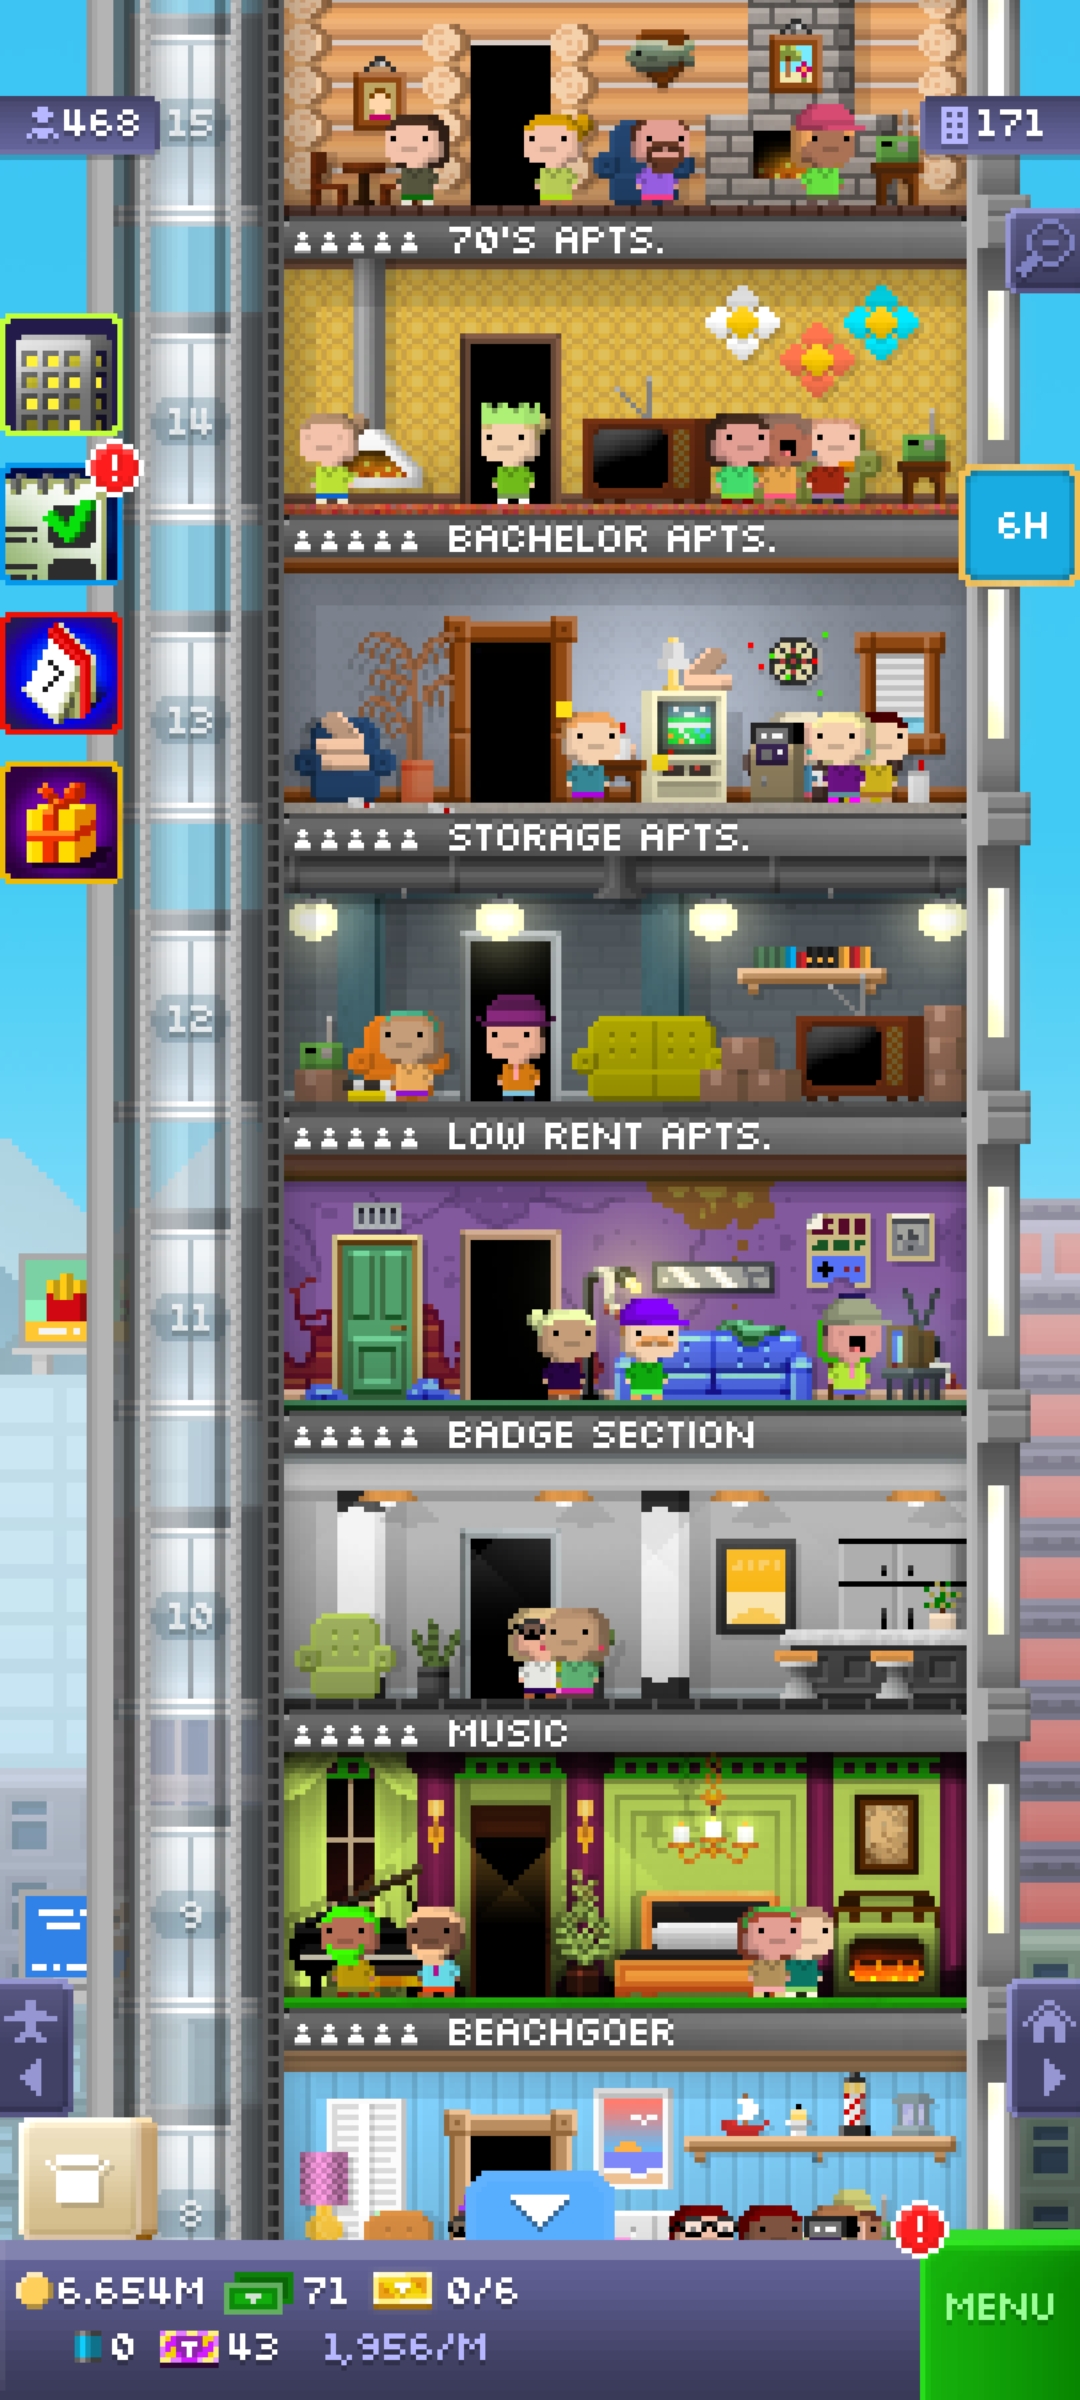 468
15
171
70'S APTS.
14
6H
BACHELOR APTS.
7
13
STORAGE APTS.
12
LOW RENT APTS.
11
BADGE SECTION
10
MUSIC
9
BEACHGOER
8
6.654M 71 0/6
MENU
0 T 43 1,956/M